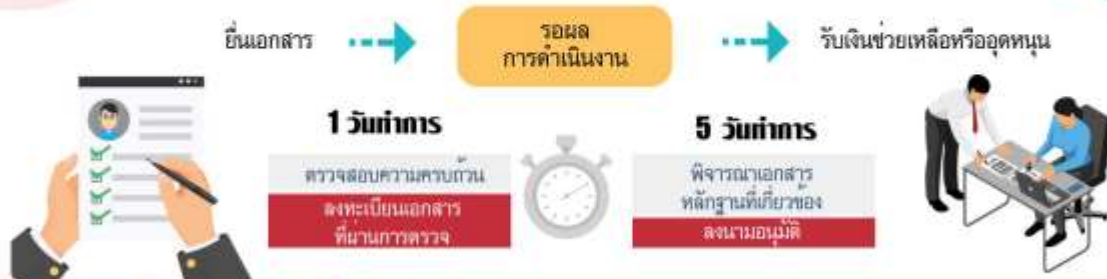 ยื่นเอกสาร
รอผล
การดำเนินงาน
รับเงินช่วยเหลือหรืออุดหนุน
1 วันทำการ
ตรวจสอบความครบถ้วน
ลงทะเบียนเอกสาร
ที่ผ่านการตรวจ
5 วันทำการ
พิจารณาเอกสาร
หลักฐานที่เกี่ยวข้อง
ลงนามอนุมัติ